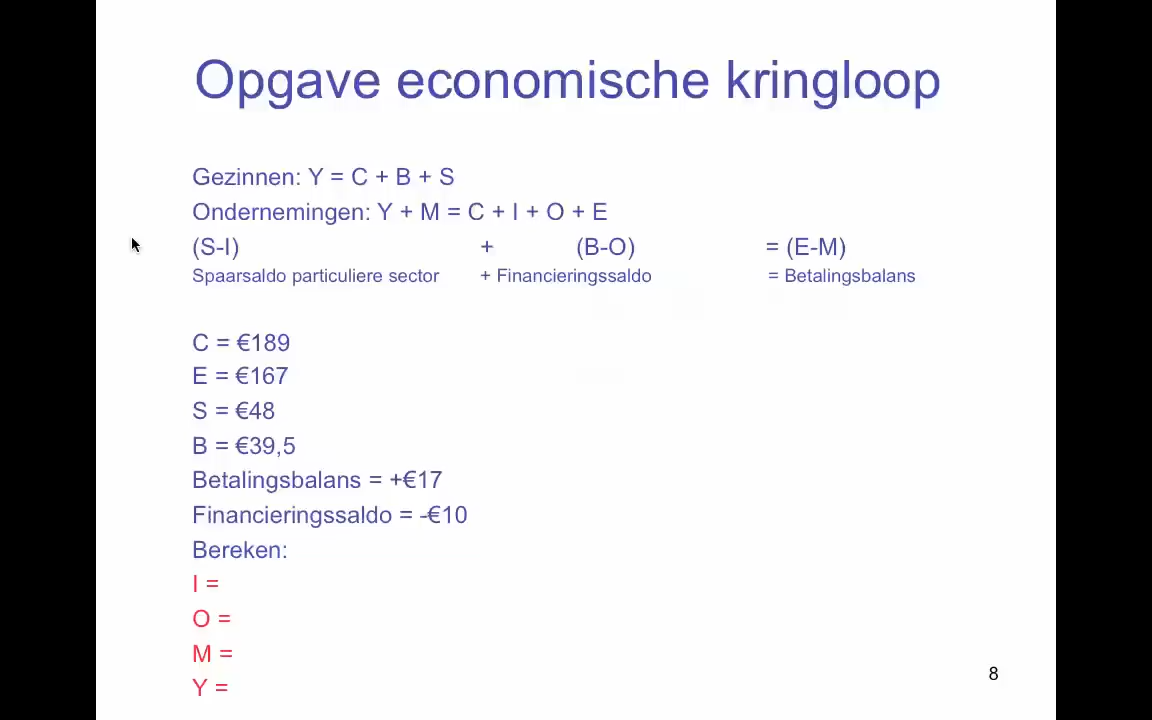 Opgave economische kringloop
Gezinnen: Y = C + B + S
Ondernemingen: Y + M = C + I + O + E
(S-I) + (B-O) = (E-M)
Spaarsaldo particuliere sector + Financieringssaldo = Betalingsbalans
C = €189
E = €167
S = €48
B = €39,5
Betalingsbalans = +€17
Financieringssaldo = -€10
Bereken:
I =
O =
M =
Y =
8